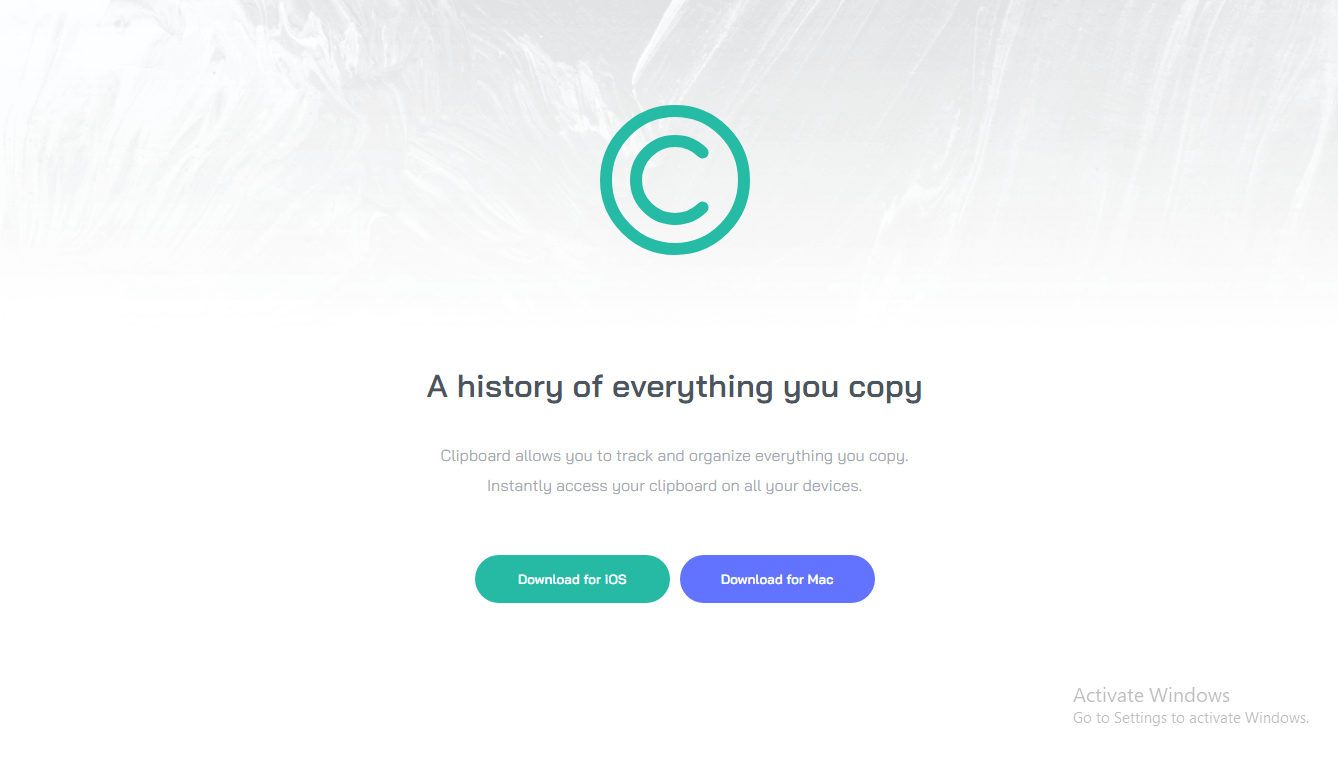 A history of everything you copy
Clipboard allows you to track and organize everything you copy.
Instantly access your clipboard on all your devices.
Download for iOS
Download for Mac
Activate Windows
Go to Settings to activate Windows.